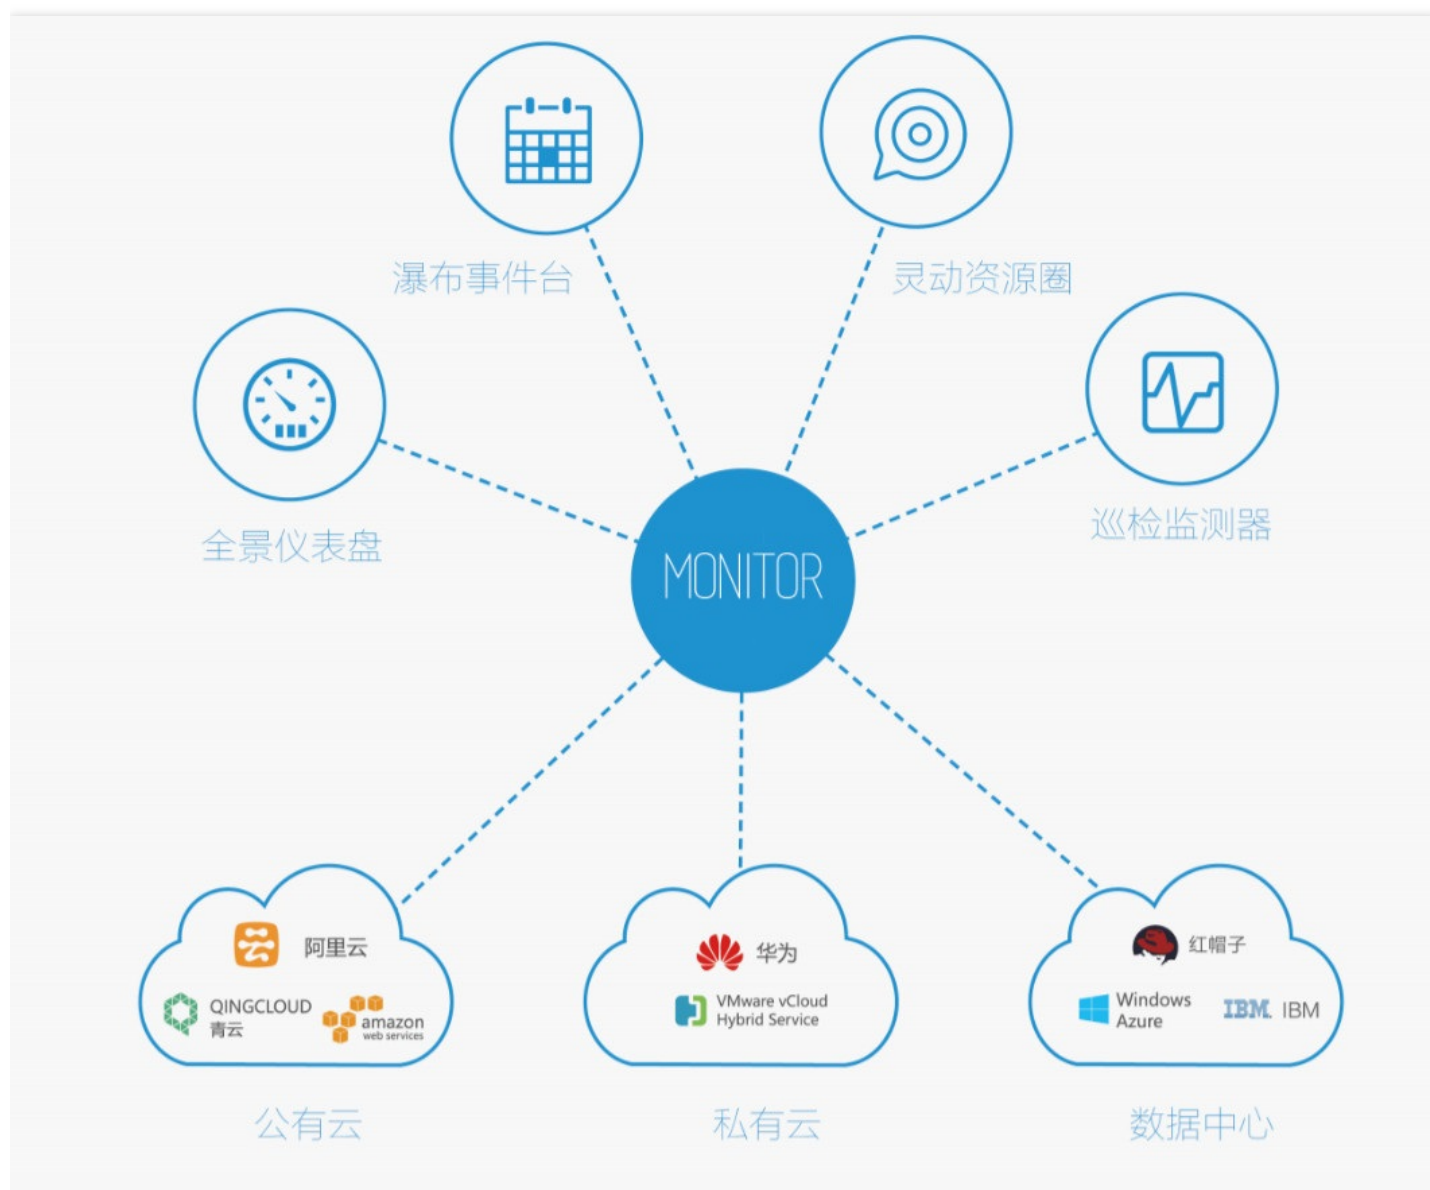 瀑布事件台
灵动资源圈
全景仪表盘
巡检监测器
MONITOR
云 阿里云
QINGCLOUD
青云
amazon
web services
华为
VMware vCloud
Hybrid Service
红帽子
Windows
Azure
IBM. IBM
公有云
私有云
数据中心